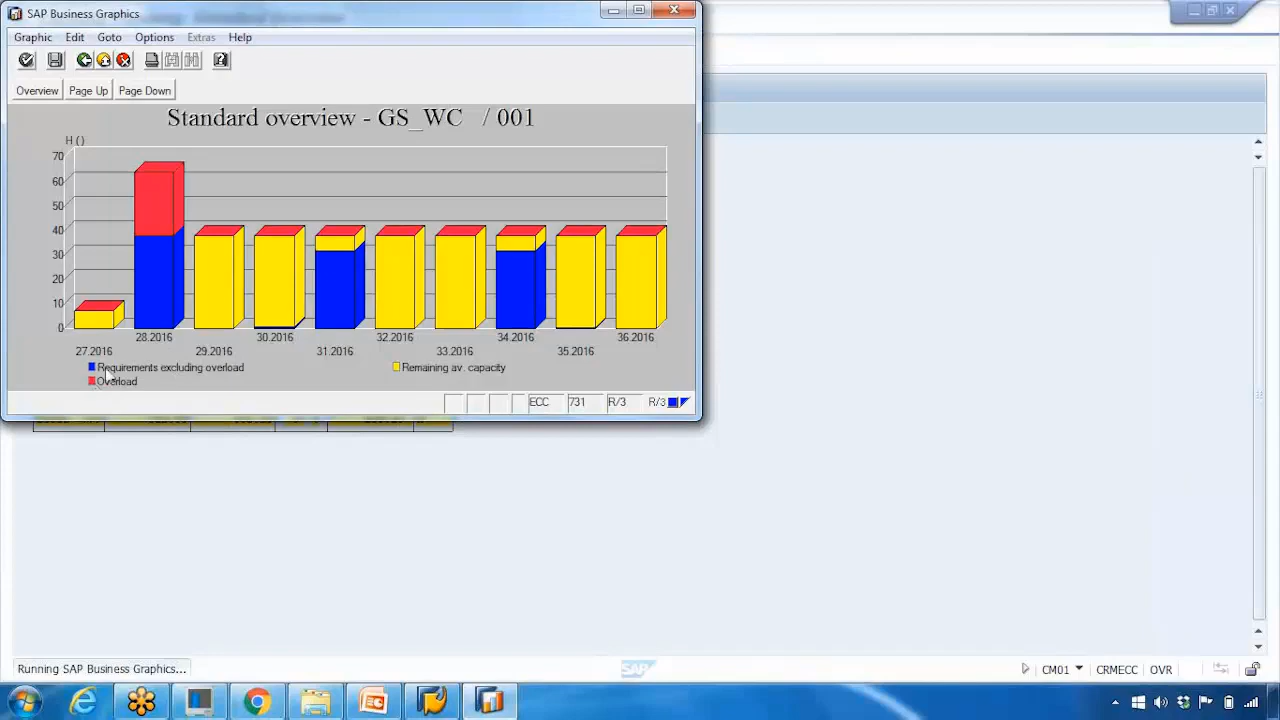 SAP Business Graphics
Graphic Edit Goto Options Extras Help
Overview Page Up Page Down
Standard overview - GS_WC / 001
H ()
70
60
50
40
30
20
10
0
28.2016 30.2016 32.2016 34.2016 36.2016
27.2016 29.2016 31.2016 33.2016 35.2016
Requirements excluding overload Remaining av. capacity
Overload
ECC 731 R/3 R/3
Running SAP Business Graphics...
SAP
CM01 CRMECC OVR